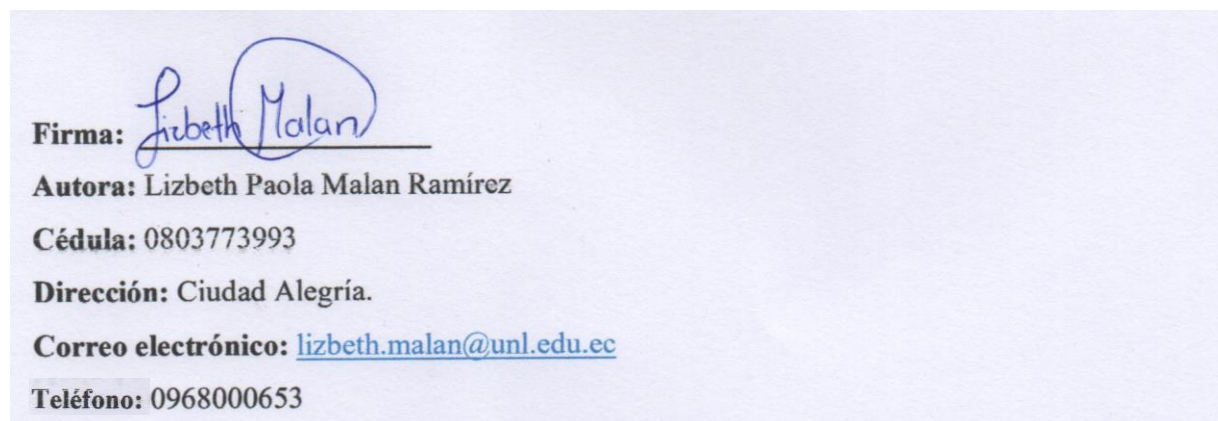 Firma: Lizbeth Malan
Autora: Lizbeth Paola Malan Ramírez
Cédula: 0803773993
Dirección: Ciudad Alegría.
Correo electrónico: lizbeth.malan@unl.edu.ec
Teléfono: 0968000653